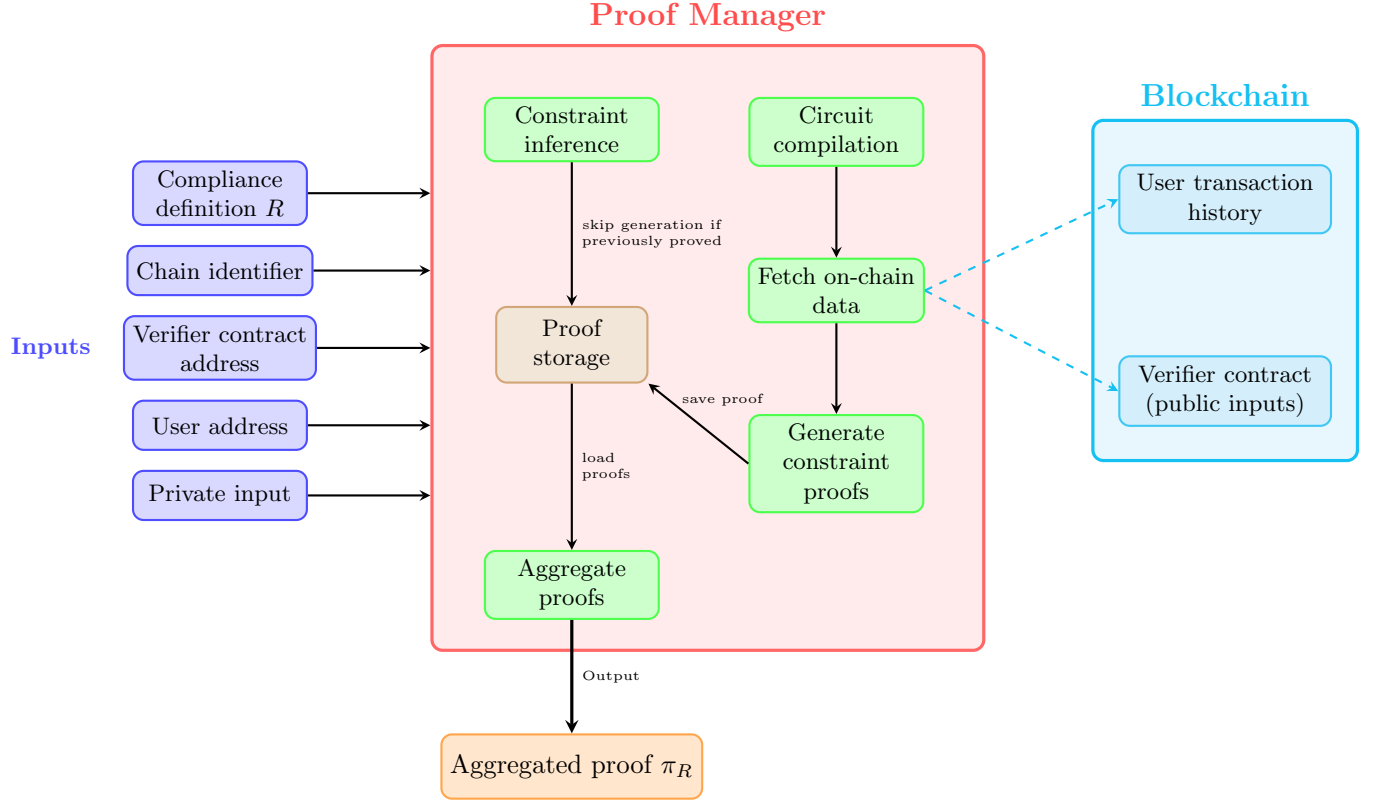 Proof Manager
Blockchain
Inputs
Compliance
definition R
Chain identifier
Verifier contract
address
User address
Private input
Constraint
inference
skip generation if
previously proved
Proof
storage
load
proofs
Aggregate
proofs
Circuit
compilation
Fetch on-chain
data
Generate
constraint
proofs
save proof
User transaction
history
Verifier contract
(public inputs)
Output
Aggregated proof π_R